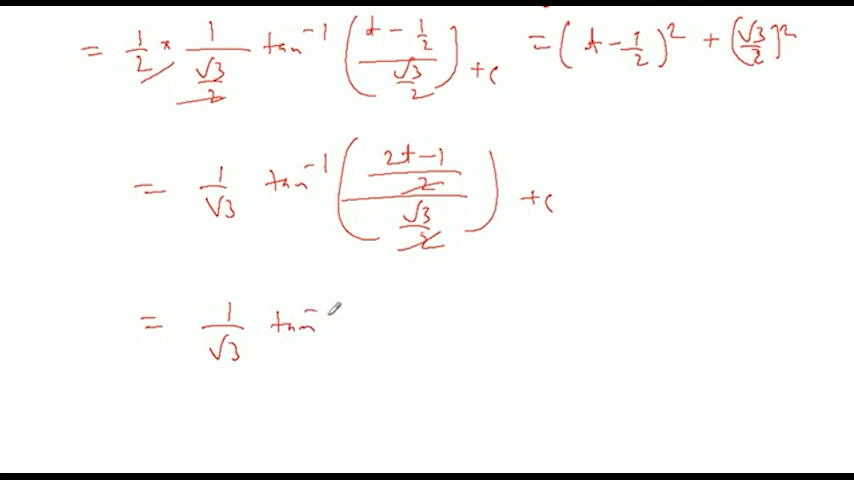 = 1/2 * 1/(√3/2) tan⁻¹ ((t - 1/2)/(√3/2)) + c = (t - 1/2)² + (√3/2)²
= 1/√3 tan⁻¹ (((2t-1)/2)/(√3/2)) + c
= 1/√3 tan⁻